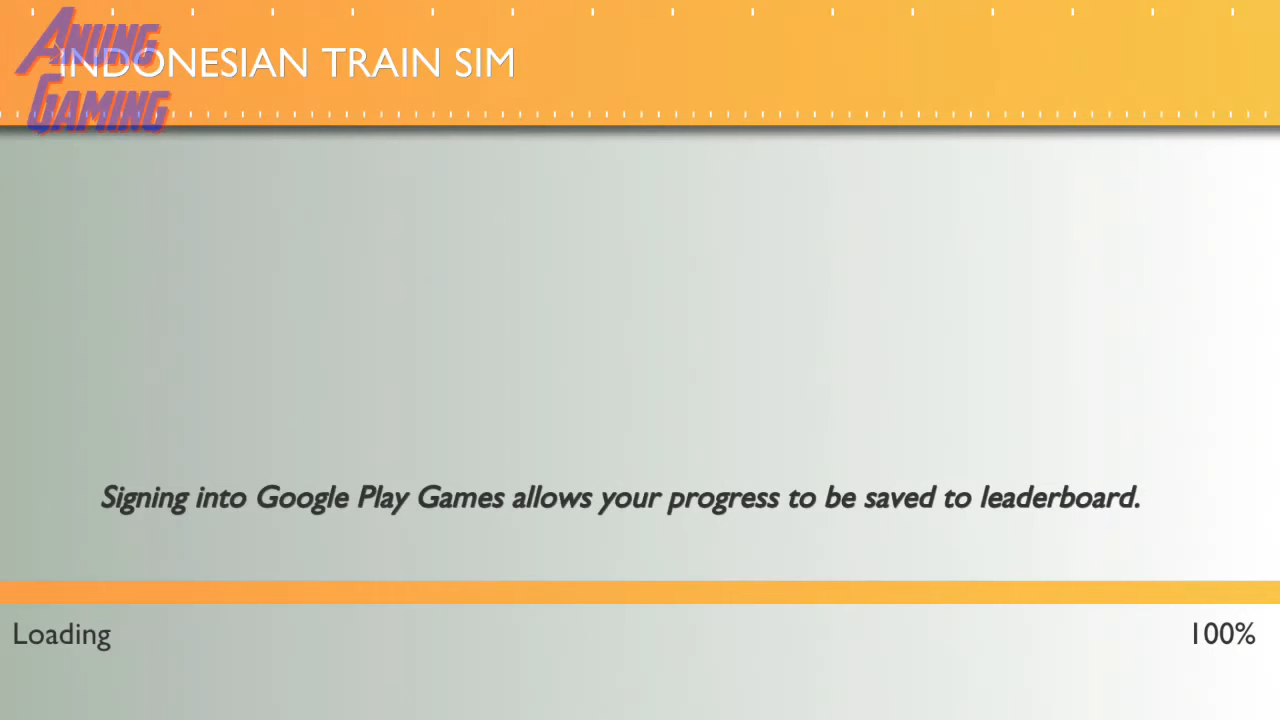 ANUNG
GAMING
INDONESIAN TRAIN SIM
Signing into Google Play Games allows your progress to be saved to leaderboard.
Loading
100%